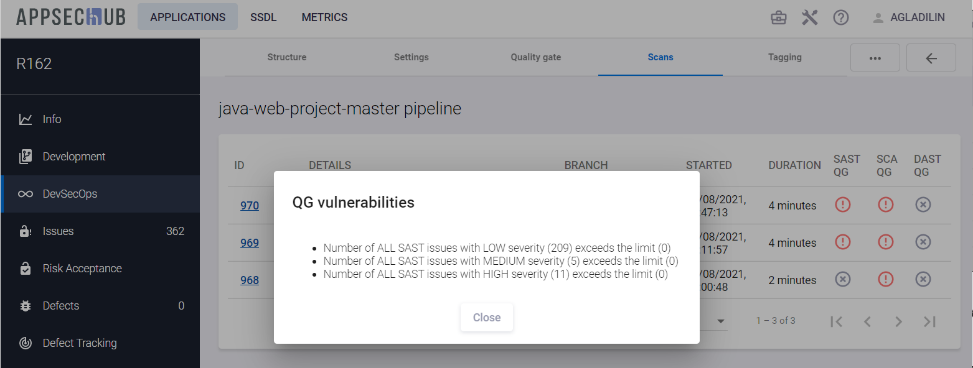 APPSECHUB APPLICATIONS SSDL METRICS AGLADILIN
R162
Structure Settings Quality gate Scans Tagging
Info
Development
DevSecOps
Issues 362
Risk Acceptance
Defects 0
Defect Tracking
java-web-project-master pipeline
ID DETAILS BRANCH STARTED DURATION SAST QG SCA QG DAST QG
970 /08/2021, 47:13 4 minutes
969 /08/2021, 11:57 4 minutes
968 /08/2021, 00:48 2 minutes
1 – 3 of 3
QG vulnerabilities
• Number of ALL SAST issues with LOW severity (209) exceeds the limit (0)
• Number of ALL SAST issues with MEDIUM severity (5) exceeds the limit (0)
• Number of ALL SAST issues with HIGH severity (11) exceeds the limit (0)
Close